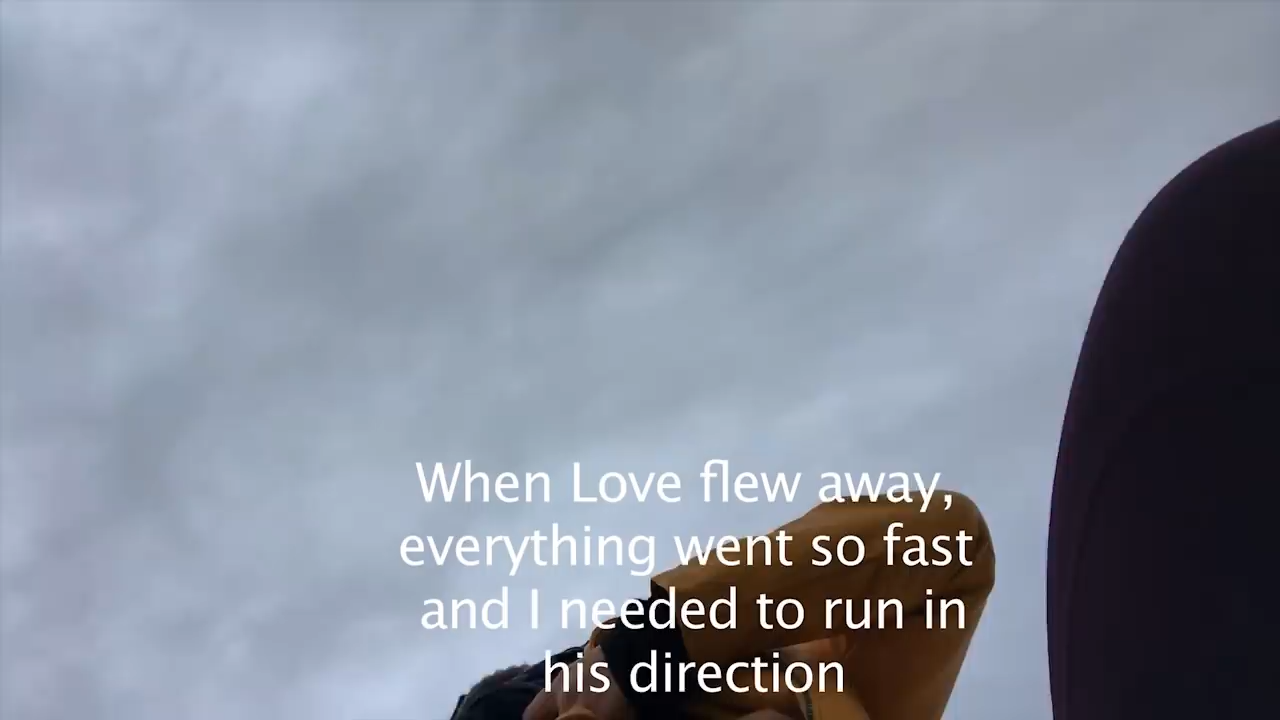 When Love flew away,
everything went so fast
and I needed to run in
his direction